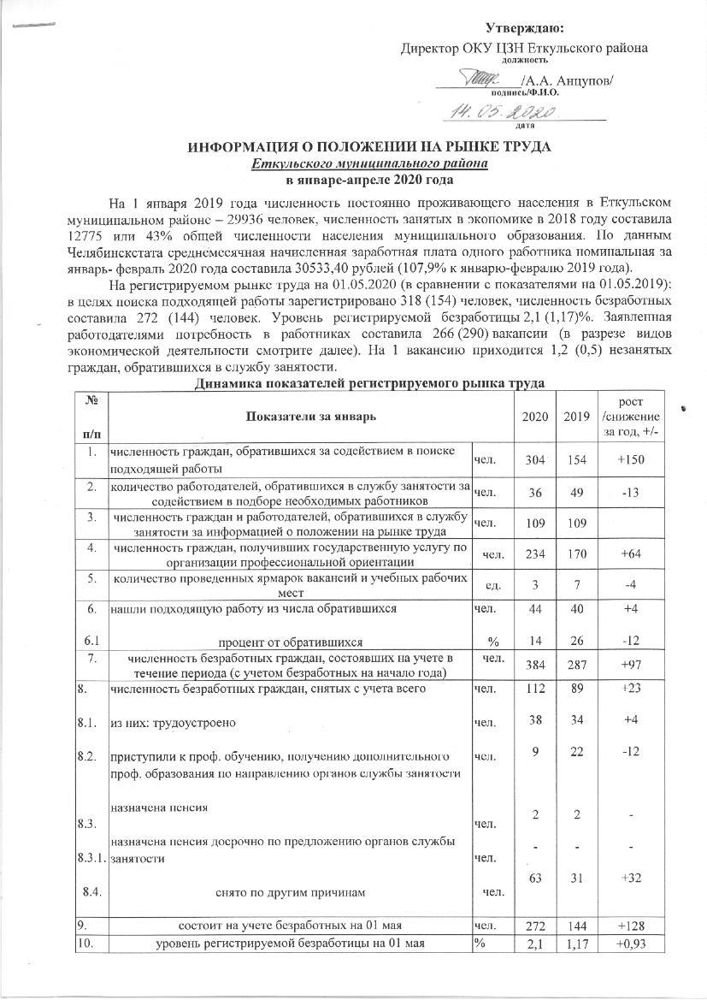 Утверждаю:
Директор ОКУ ЦЗН Еткульского района
должность
/А.А. Анцупов/
подпись/Ф.И.О.
14.05.2020
дата
ИНФОРМАЦИЯ О ПОЛОЖЕНИИ НА РЫНКЕ ТРУДА
Еткульского муниципального района
в январе-апреле 2020 года
На 1 января 2019 года численность постоянно проживающего населения в Еткульском
муниципальном районе – 29936 человек, численность занятых в экономике в 2018 году составила
12775 или 43% общей численности населения муниципального образования. По данным
Челябинскстата среднемесячная начисленная заработная плата одного работника номинальная за
январь- февраль 2020 года составила 30533,40 рублей (107,9% к январю-февралю 2019 года).
На регистрируемом рынке труда на 01.05.2020 (в сравнении с показателями на 01.05.2019):
в целях поиска подходящей работы зарегистрировано 318 (154) человек, численность безработных
составила 272 (144) человек. Уровень регистрируемой безработицы 2,1 (1,17)%. Заявленная
работодателями потребность в работниках составила 266 (290) вакансии (в разрезе видов
экономической деятельности смотрите далее). На 1 вакансию приходится 1,2 (0,5) незанятых
граждан, обратившихся в службу занятости.
Динамика показателей регистрируемого рынка труда
№ п/п Показатели за январь 2020 2019 рост /снижение за год, +/-
1. численность граждан, обратившихся за содействием в поиске
подходящей работы чел. 304 154 +150
2. количество работодателей, обратившихся в службу занятости за
содействием в подборе необходимых работников чел. 36 49 -13
3. численность граждан и работодателей, обратившихся в службу
занятости за информацией о положении на рынке труда чел. 109 109
4. численность граждан, получивших государственную услугу по
организации профессиональной ориентации чел. 234 170 +64
5. количество проведенных ярмарок вакансий и учебных рабочих
мест ед. 3 7 -4
6. нашли подходящую работу из числа обратившихся чел. 44 40 +4
6.1 процент от обратившихся % 14 26 -12
7. численность безработных граждан, состоявших на учете в
течение периода (с учетом безработных на начало года) чел. 384 287 +97
8. численность безработных граждан, снятых с учета всего чел. 112 89 +23
8.1. из них: трудоустроено чел. 38 34 +4
8.2. приступили к проф. обучению, получению дополнительного
проф. образования по направлению органов службы занятости чел. 9 22 -12
8.3. назначена пенсия чел. 2 2 -
8.3.1. назначена пенсия досрочно по предложению органов службы
занятости чел. - - -
8.4. снято по другим причинам чел. 63 31 +32
9. состоит на учете безработных на 01 мая чел. 272 144 +128
10. уровень регистрируемой безработицы на 01 мая % 2,1 1,17 +0,93